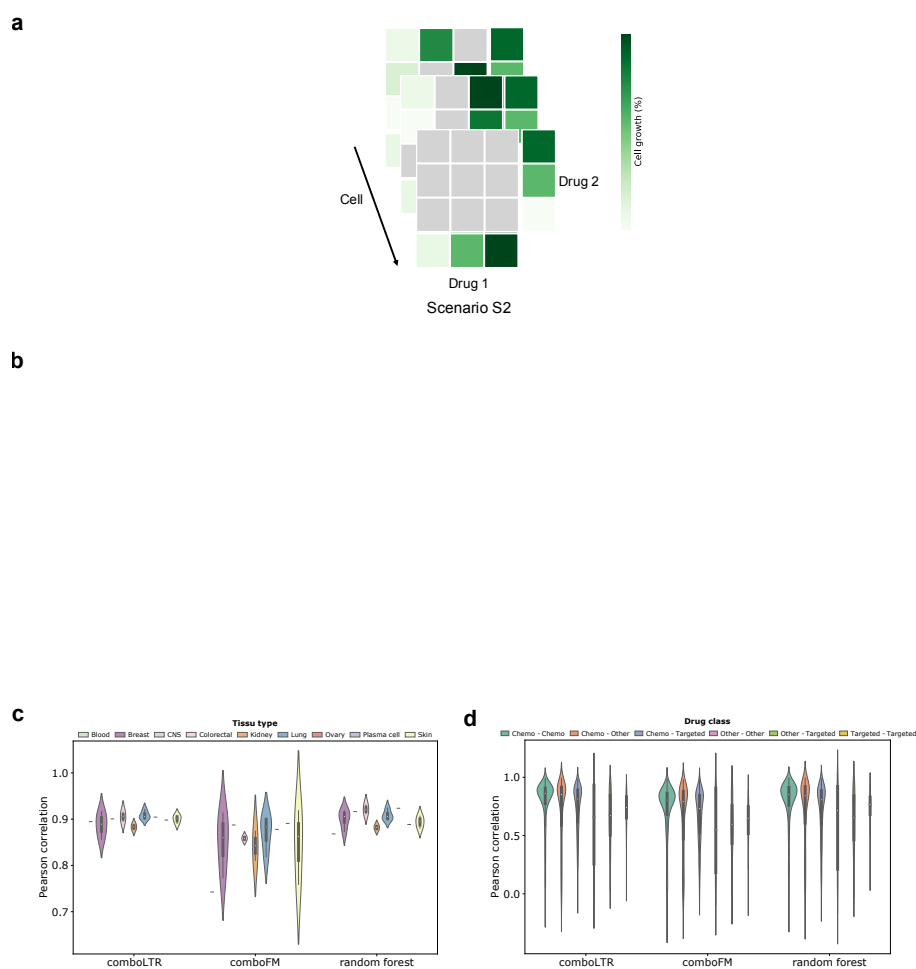 a
Cell growth (%)
Drug 2
Cell
Drug 1
Scenario S2
b
c
Tissu type
Blood Breast CNS Colorectal Kidney Lung Ovary Plasma cell Skin
1.0
0.9
0.8
0.7
Pearson correlation
comboLTR comboFM random forest
d
Drug class
Chemo - Chemo Chemo - Other Chemo - Targeted Other - Other Other - Targeted Targeted - Targeted
1.0
0.5
0.0
Pearson correlation
comboLTR comboFM random forest